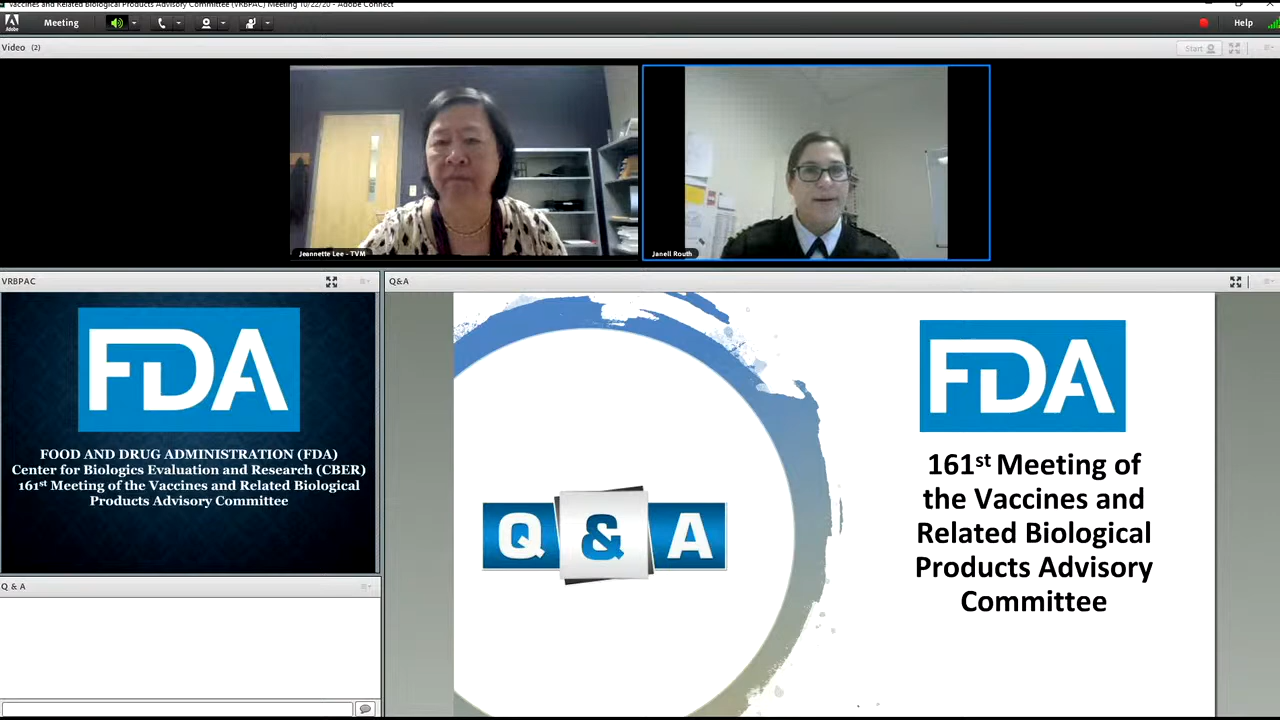 Vaccines and Related Biological Products Advisory Committee (VRBPAC) Meeting 10/22/20 - Adobe Connect
Adobe
Meeting
Help
Video (2)
Start
Jeannette Lee - TVM
Janell Routh
VRBPAC
FDA
FOOD AND DRUG ADMINISTRATION (FDA)
Center for Biologics Evaluation and Research (CBER)
161st Meeting of the Vaccines and Related Biological
Products Advisory Committee
Q & A
Q&A
Q & A
FDA
161st Meeting of
the Vaccines and
Related Biological
Products Advisory
Committee